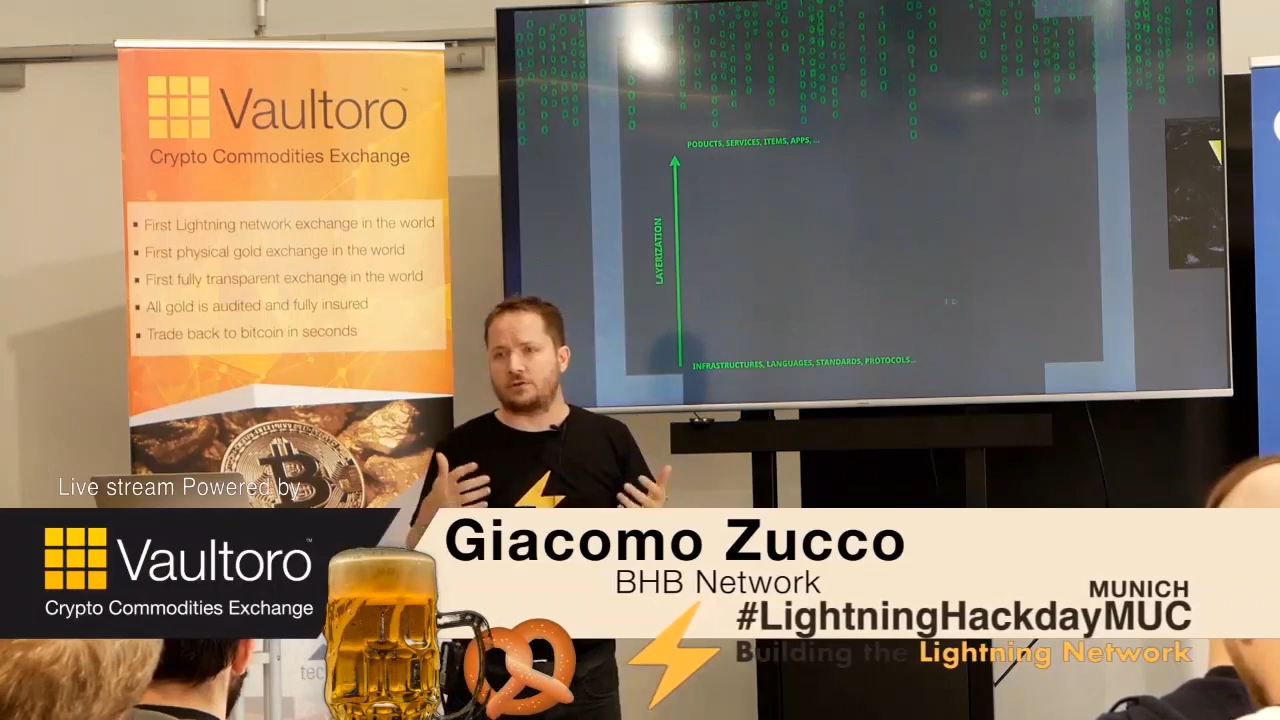 Vaultoro
Crypto Commodities Exchange
▪ First Lightning network exchange in the world
▪ First physical gold exchange in the world
▪ First fully transparent exchange in the world
▪ All gold is audited and fully insured
▪ Trade back to bitcoin in seconds
PODUCTS, SERVICES, ITEMS, APPS, ...
LAYERIZATION
INFRASTRUCTURES, LANGUAGES, STANDARDS, PROTOCOLS...
Live stream Powered by
Vaultoro™
Crypto Commodities Exchange
Giacomo Zucco
BHB Network
MUNICH
#LightningHackdayMUC
Building the Lightning Network
tec